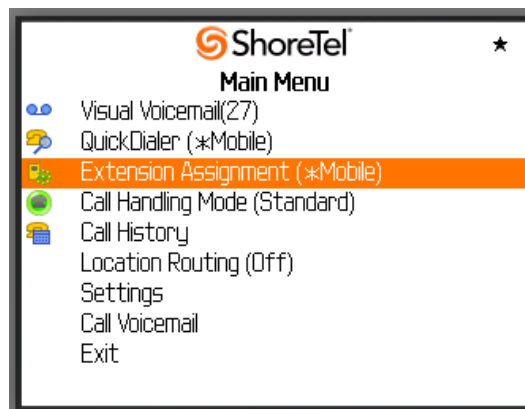 ShoreTel
Main Menu
Visual Voicemail(27)
QuickDialer (∗Mobile)
Extension Assignment (∗Mobile)
Call Handling Mode (Standard)
Call History
Location Routing (Off)
Settings
Call Voicemail
Exit